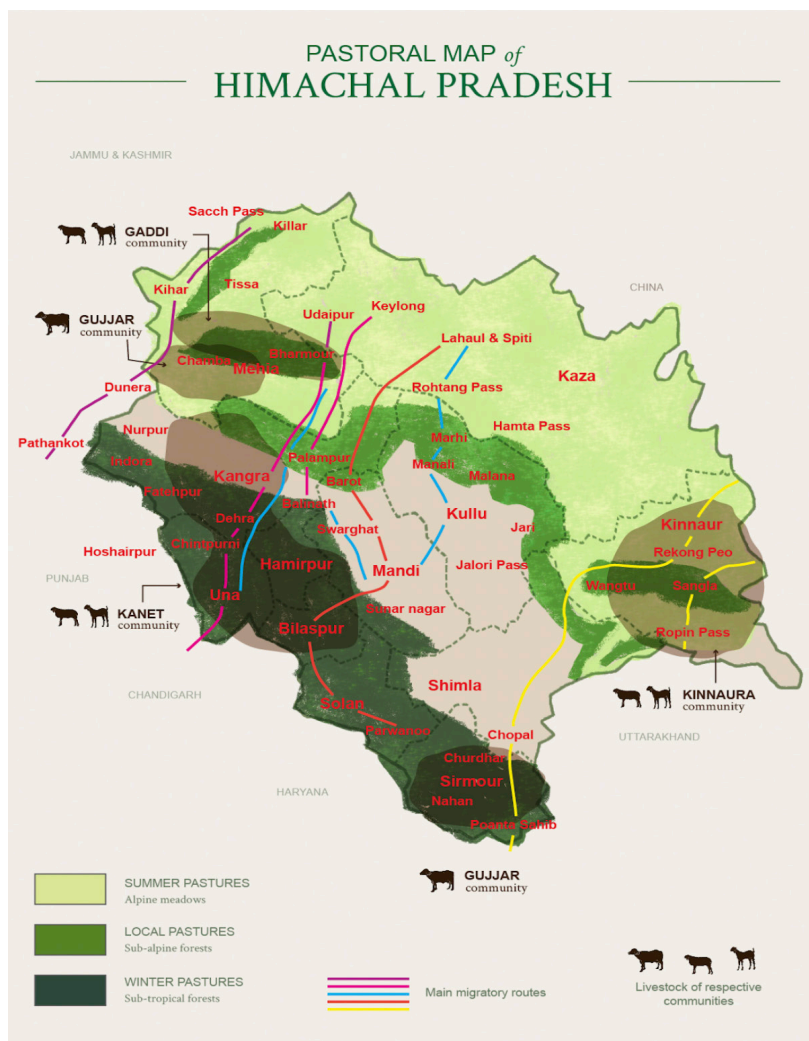 PASTORAL MAP of
HIMACHAL PRADESH
JAMMU & KASHMIR
Sacch Pass
Killar
GADDI
community
Tissa
Kihar
CHINA
Keylong
Udaipur
GUJJAR
community
Lahaul & Spiti
Bharmour
Chamba
Mehla
Kaza
Dunera
Rohtang Pass
Hamta Pass
Nurpur
Marhi
Pathankot
Palampur
Indora
Manali
Kangra
Malana
Barot
Fatehpur
Baijnath
Kullu
Kinnaur
Dehra
Swarghat
Jari
Chintpurni
Hoshairpur
Rekong Peo
Hamirpur
Jalori Pass
Mandi
PUNJAB
Wangtu
Sangla
Una
KANET
community
Sunar nagar
Bilaspur
Ropin Pass
Shimla
CHANDIGARH
KINNAURA
community
Solan
Parwanoo
Chopal
UTTARAKHAND
Churdhar
Sirmour
HARYANA
Nahan
Poanta Sahib
GUJJAR
community
SUMMER PASTURES
Alpine meadows
LOCAL PASTURES
Sub-alpine forests
WINTER PASTURES
Sub-tropical forests
Main migratory routes
Livestock of respective
communities